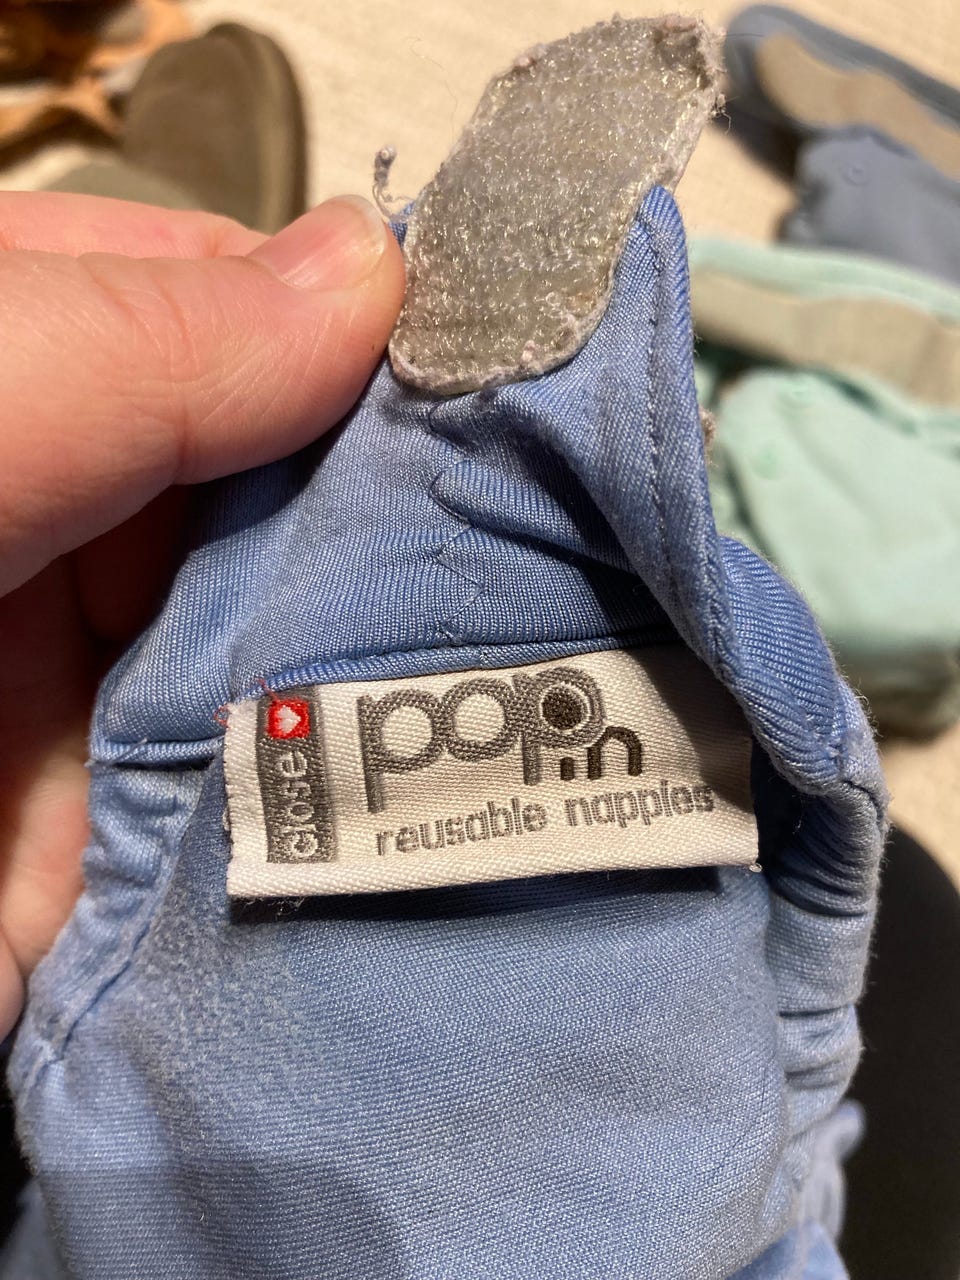 close
pop
in
reusable nappies